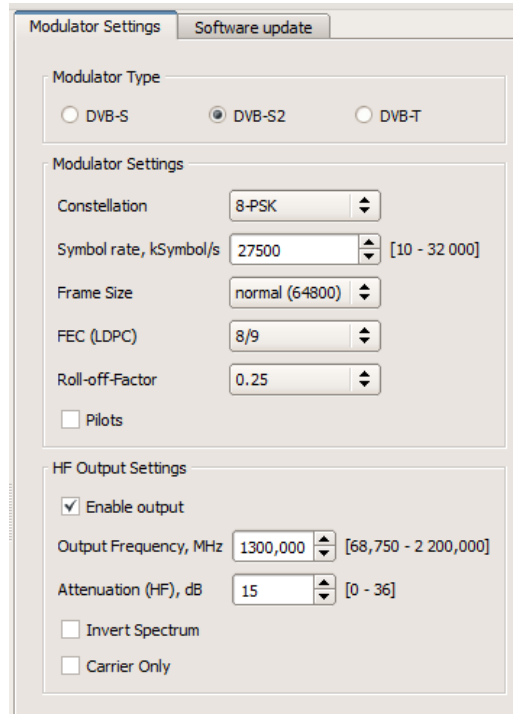 Modulator Settings Software update
Modulator Type
DVB-S DVB-S2 DVB-T
Modulator Settings
Constellation 8-PSK
Symbol rate, kSymbol/s 27500 [10 - 32 000]
Frame Size normal (64800)
FEC (LDPC) 8/9
Roll-off-Factor 0.25
Pilots
HF Output Settings
Enable output
Output Frequency, MHz 1300,000 [68,750 - 2 200,000]
Attenuation (HF), dB 15 [0 - 36]
Invert Spectrum
Carrier Only